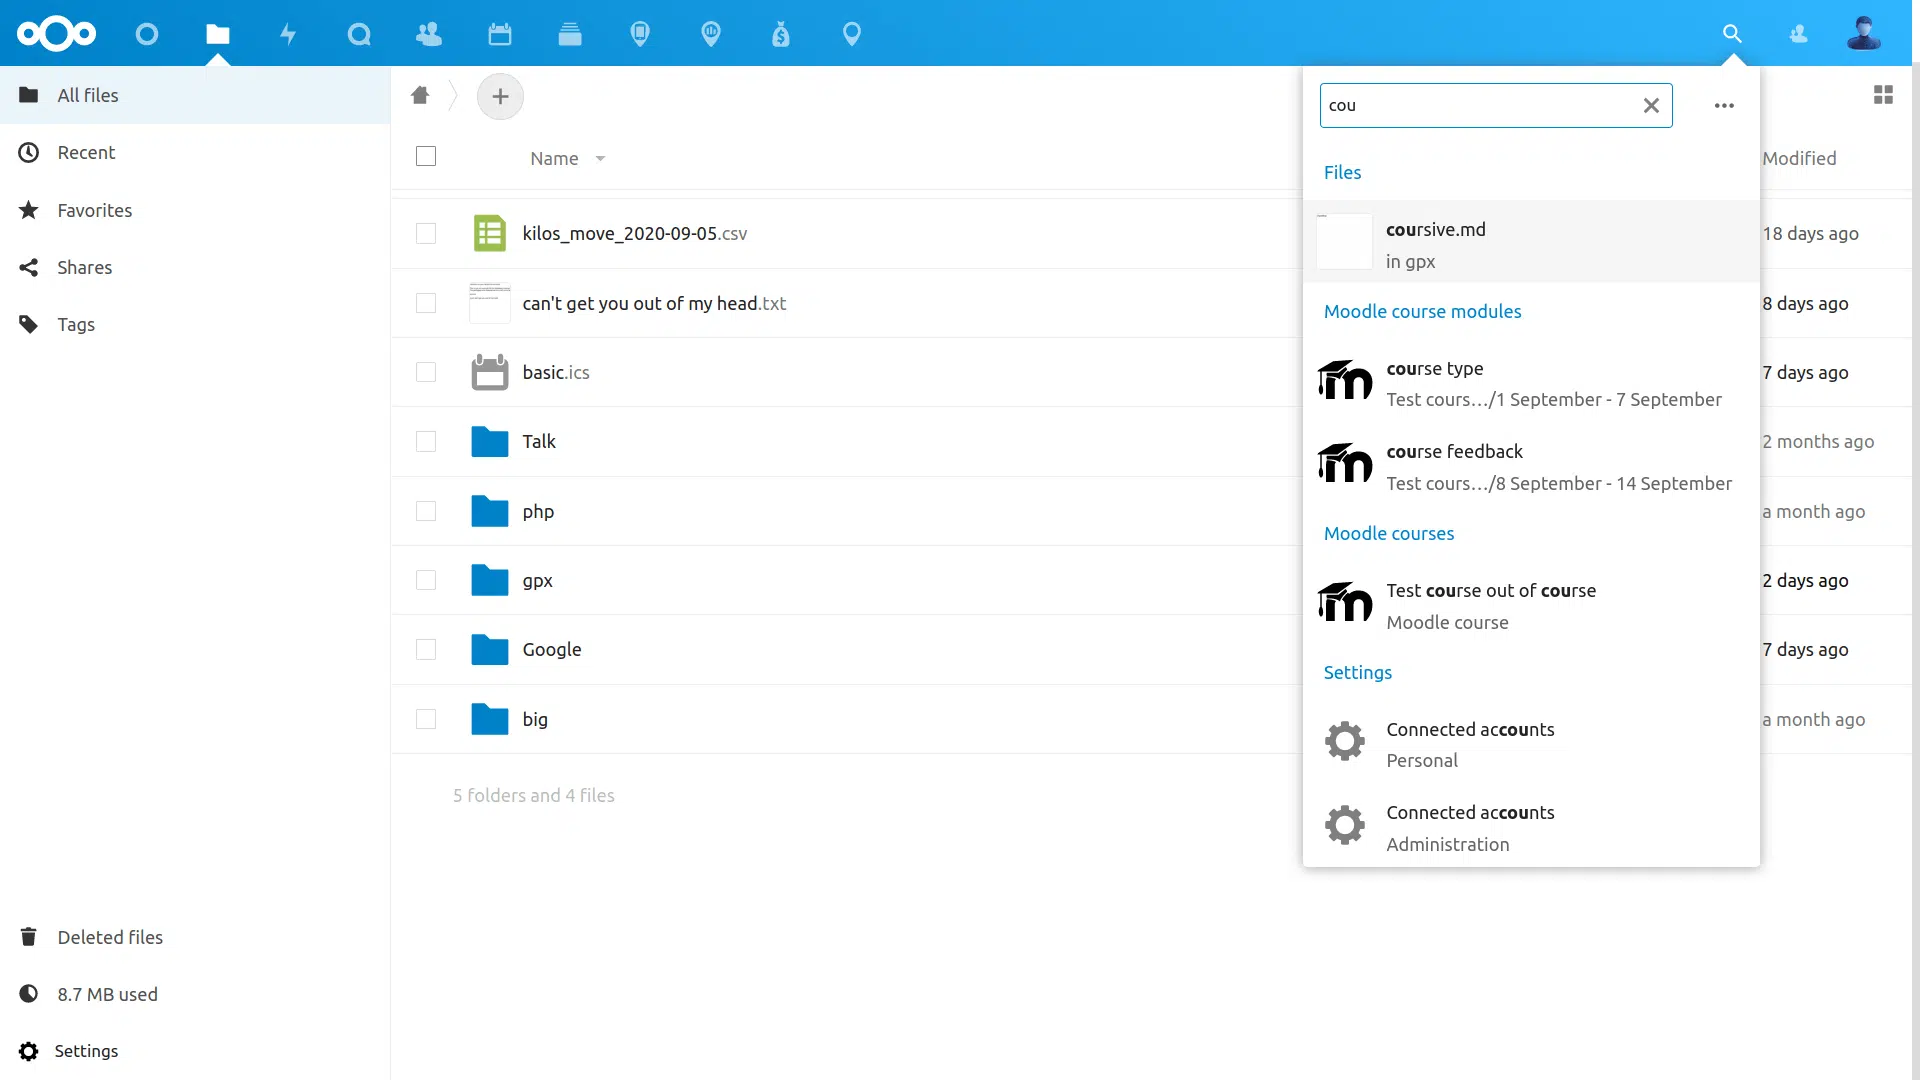 All files
Recent
Favorites
Shares
Tags
Deleted files
8.7 MB used
Settings
Name
Modified
kilos_move_2020-09-05.csv
18 days ago
can't get you out of my head.txt
8 days ago
basic.ics
7 days ago
Talk
2 months ago
php
a month ago
gpx
2 days ago
Google
7 days ago
big
a month ago
5 folders and 4 files
cou
Files
coursive.md
in gpx
Moodle course modules
course type
Test cours…/1 September - 7 September
course feedback
Test cours…/8 September - 14 September
Moodle courses
Test course out of course
Moodle course
Settings
Connected accounts
Personal
Connected accounts
Administration